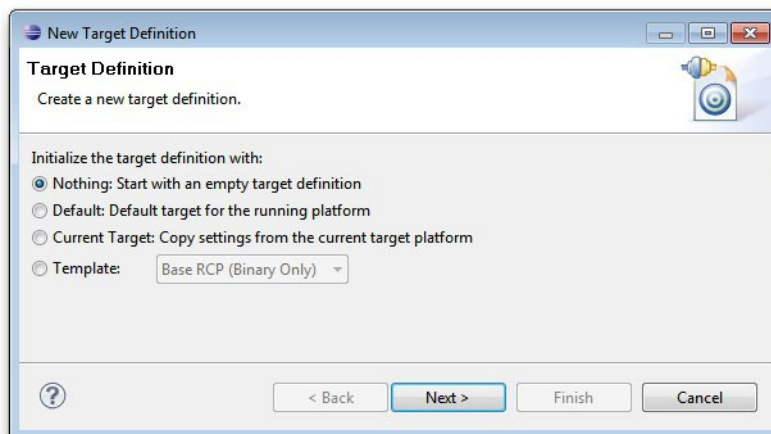 New Target Definition
Target Definition
Create a new target definition.
Initialize the target definition with:
Nothing: Start with an empty target definition
Default: Default target for the running platform
Current Target: Copy settings from the current target platform
Template: Base RCP (Binary Only)
? < Back Next > Finish Cancel